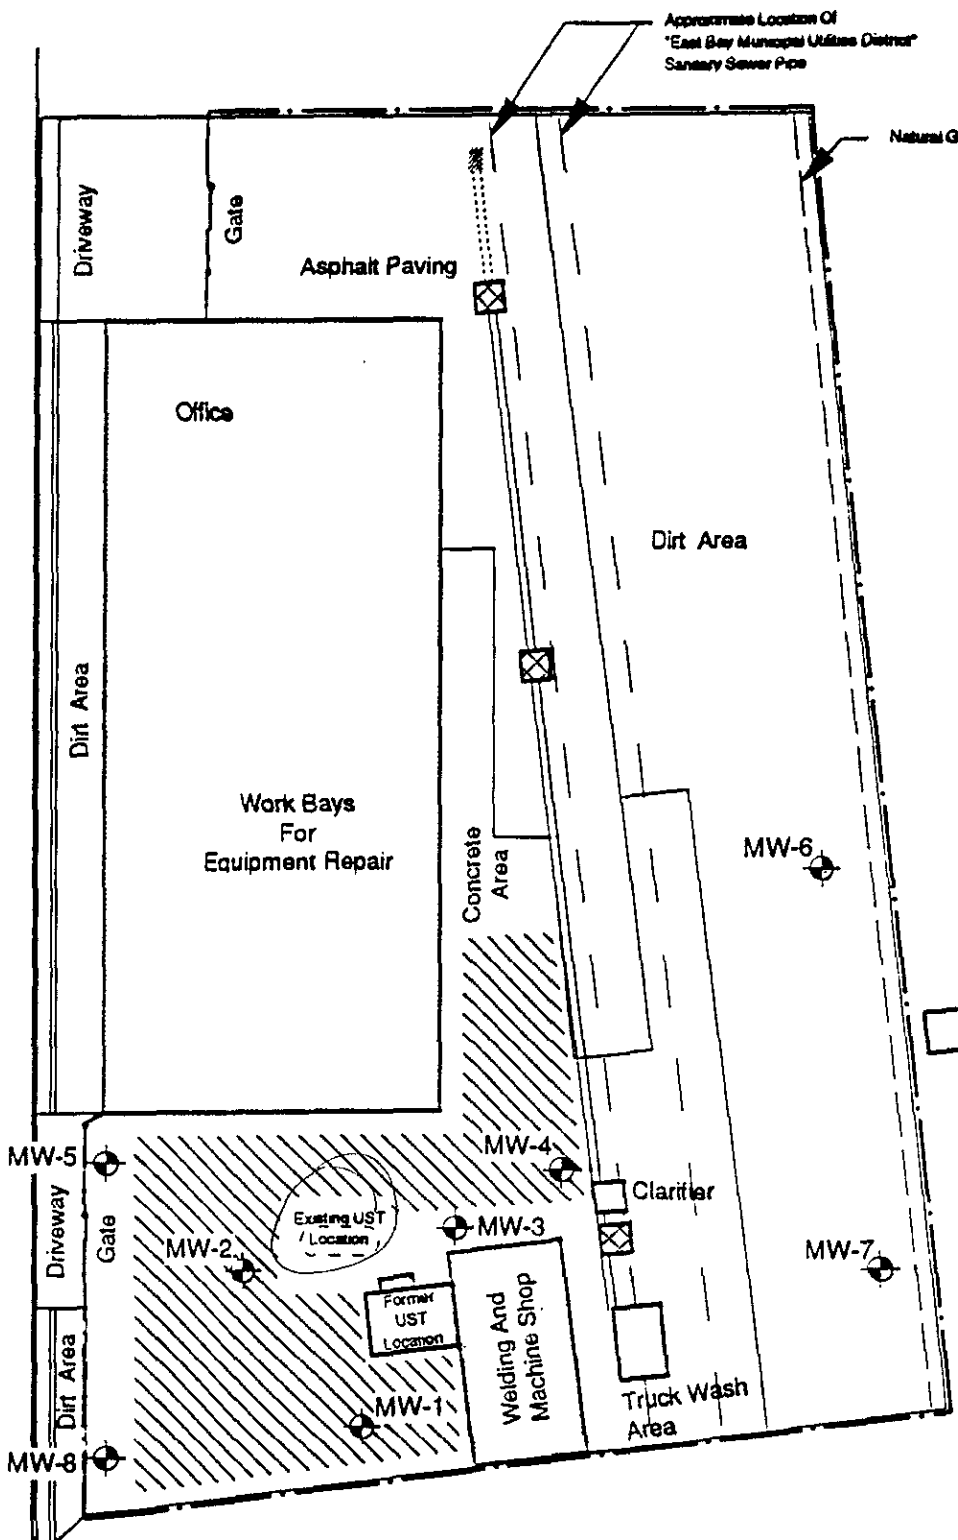 Approximate Location Of
"East Bay Municipal Utilities District"
Sanitary Sewer Pipe
Natural G
Driveway
Gate
Asphalt Paving
Office
Dirt Area
Dirt Area
Work Bays
For
Equipment Repair
Concrete
Area
MW-6
MW-5
MW-4
Clarifier
Existing UST
Location
MW-3
Driveway
Gate
MW-2
MW-7
Former
UST
Location
Welding And
Machine Shop
Dirt Area
MW-1
Truck Wash
Area
MW-8